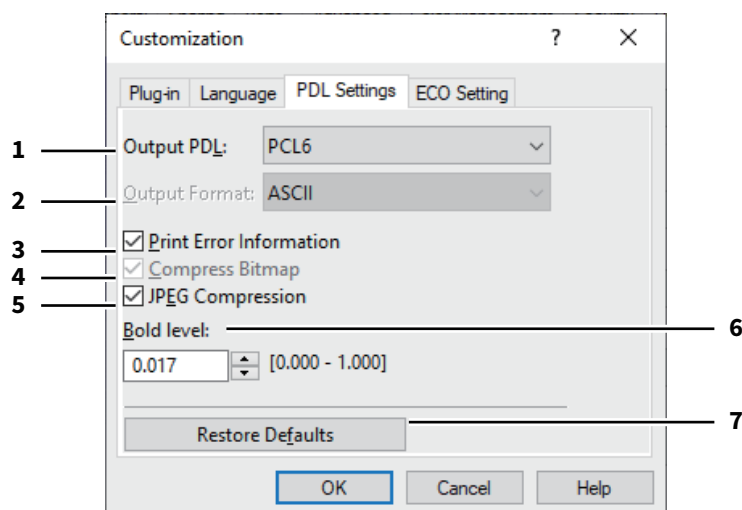 Customization ?
Plug-in Language PDL Settings ECO Setting
1 Output PDL: PCL6
2 Output Format: ASCII
3 Print Error Information
4 Compress Bitmap
5 JPEG Compression
Bold level: 6
0.017 [0.000 - 1.000]
7
Restore Defaults
OK Cancel Help